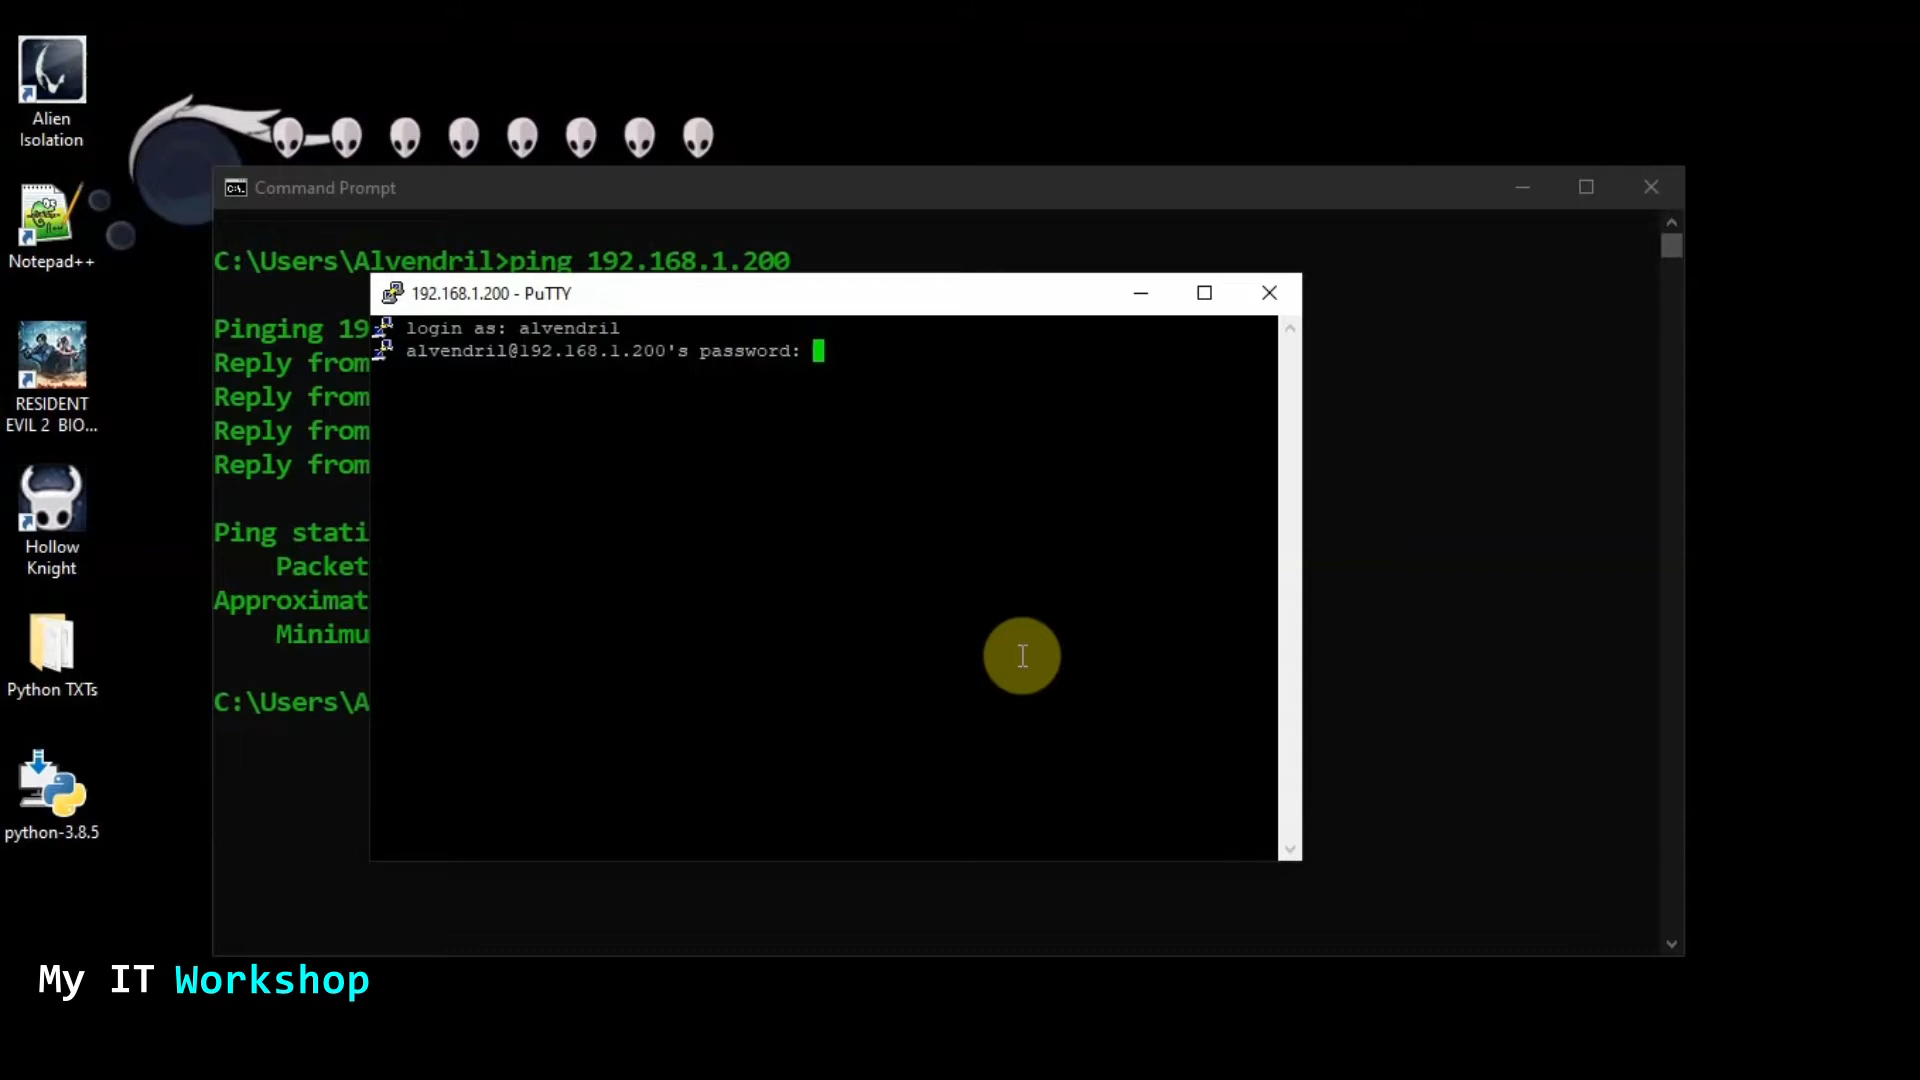 Alien
Isolation
Notepad++
RESIDENT
EVIL 2 BIO...
Hollow
Knight
Python TXTs
python-3.8.5
Command Prompt
C:\Users\Alvendril>ping 192.168.1.200
Pinging 19
Reply from
Reply from
Reply from
Reply from
Ping stati
Packet
Approximat
Minimu
C:\Users\A
192.168.1.200 - PuTTY
login as: alvendril
alvendril@192.168.1.200's password:
My IT Workshop